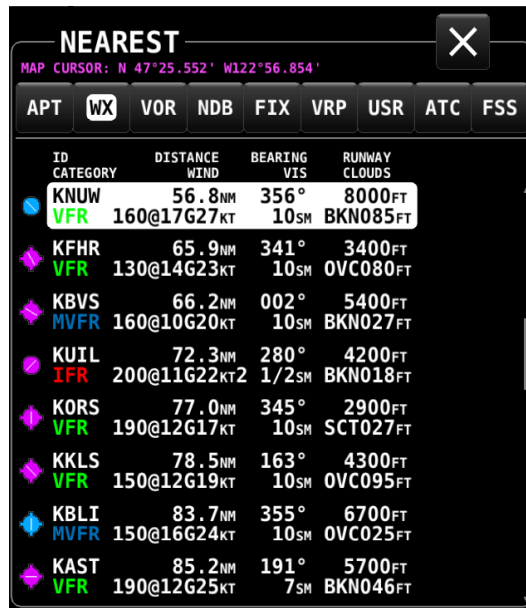 NEAREST
MAP CURSOR: N 47°25.552' W122°56.854'
APT WX VOR NDB FIX VRP USR ATC FSS
ID DISTANCE BEARING RUNWAY
CATEGORY WIND VIS CLOUDS
KNUW 56.8NM 356° 8000FT
VFR 160@17G27KT 10SM BKN085FT
KFHR 65.9NM 341° 3400FT
VFR 130@14G23KT 10SM OVC080FT
KBVS 66.2NM 002° 5400FT
MVFR 160@10G20KT 10SM BKN027FT
KUIL 72.3NM 280° 4200FT
IFR 200@11G22KT2 1/2SM BKN018FT
KORS 77.0NM 345° 2900FT
VFR 190@12G17KT 10SM SCT027FT
KKLS 78.5NM 163° 4300FT
VFR 150@12G19KT 10SM OVC095FT
KBLI 83.7NM 355° 6700FT
MVFR 150@16G24KT 10SM OVC025FT
KAST 85.2NM 191° 5700FT
VFR 190@12G25KT 7SM BKN046FT